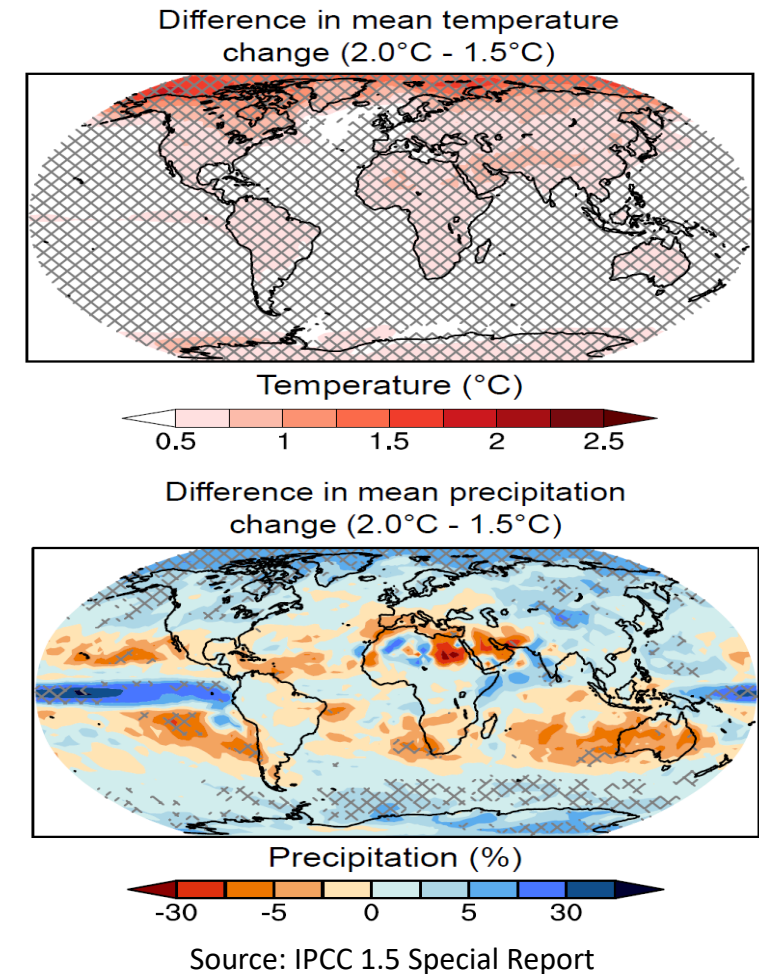 Difference in mean temperature
change (2.0°C - 1.5°C)
Temperature (°C)
0.5 1 1.5 2 2.5
Difference in mean precipitation
change (2.0°C - 1.5°C)
Precipitation (%)
-30 -5 0 5 30
Source: IPCC 1.5 Special Report